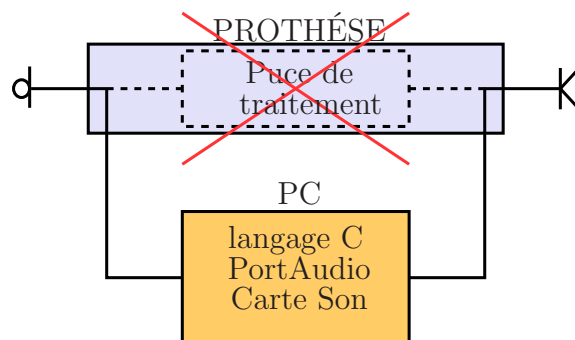 PROTHÉSE
Puce de
traitement
PC
langage C
PortAudio
Carte Son